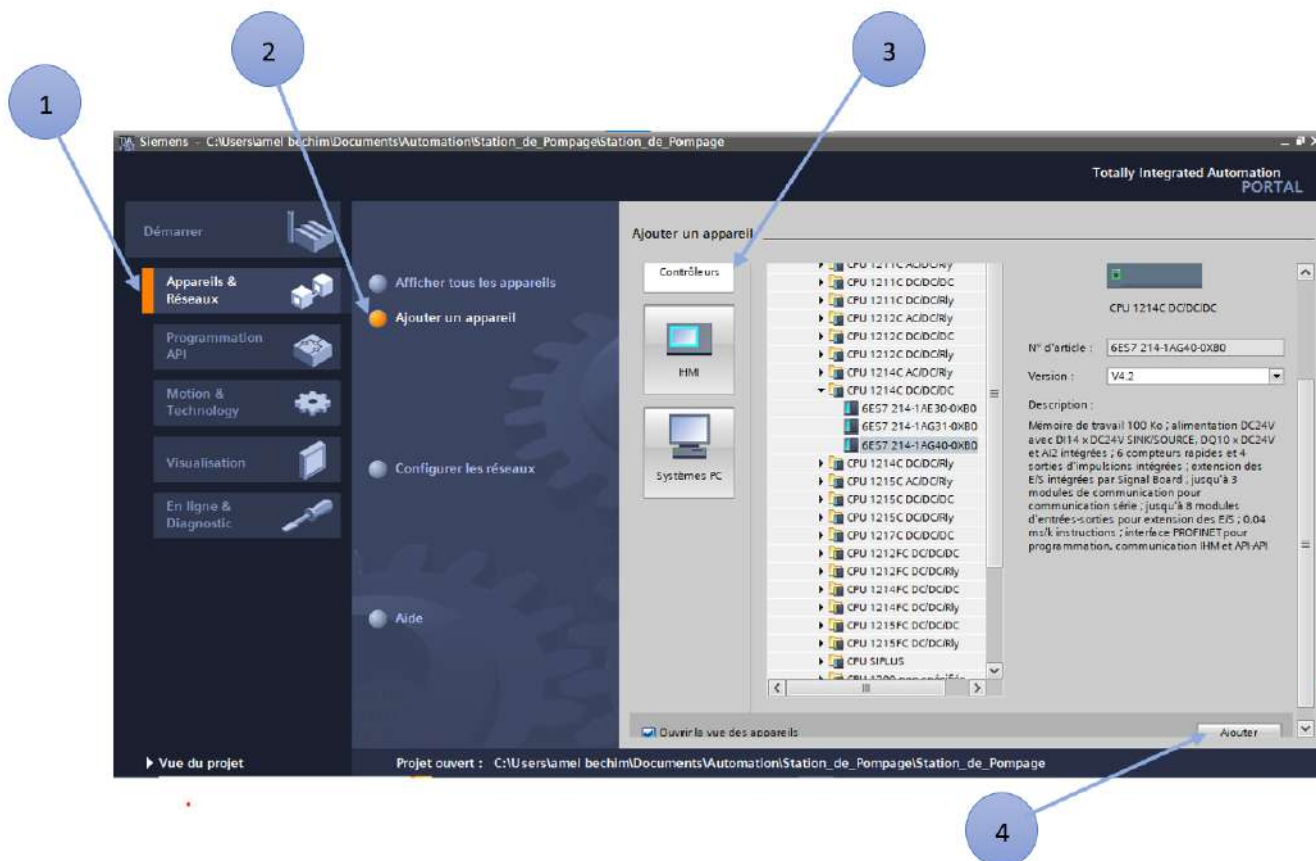 1
2
3
Siemens - C:\Users\amel bechim\Documents\Automation\Station_de_Pompage\Station_de_Pompage
Totally Integrated Automation
PORTAL
Démarrer
Appareils &
Réseaux
Programmation
API
Motion &
Technology
Visualisation
En ligne &
Diagnostic
Vue du projet
Afficher tous les appareils
Ajouter un appareil
Configurer les réseaux
Aide
Ajouter un appareil
Contrôleurs
IHM
Systèmes PC
CPU 1211C AC/DC/Rly
CPU 1211C DC/DC/DC
CPU 1211C DC/DC/Rly
CPU 1212C AC/DC/Rly
CPU 1212C DC/DC/DC
CPU 1212C DC/DC/Rly
CPU 1214C AC/DC/Rly
CPU 1214C DC/DC/DC
6ES7 214-1AE30-0XB0
6ES7 214-1AG31-0XB0
6ES7 214-1AG40-0XB0
CPU 1214C DC/DC/Rly
CPU 1215C AC/DC/Rly
CPU 1215C DC/DC/DC
CPU 1215C DC/DC/Rly
CPU 1217C DC/DC/DC
CPU 1212FC DC/DC/DC
CPU 1212FC DC/DC/Rly
CPU 1214FC DC/DC/DC
CPU 1214FC DC/DC/Rly
CPU 1215FC DC/DC/DC
CPU 1215FC DC/DC/Rly
CPU SIPLUS
CPU 1200 non spécifiée
CPU 1214C DC/DC/DC
N° d'article : 6ES7 214-1AG40-0XB0
Version : V4.2
Description :
Mémoire de travail 100 Ko ; alimentation DC24V
avec DI14 x DC24V SINK/SOURCE, DQ10 x DC24V
et AI2 intégrées ; 6 compteurs rapides et 4
sorties d'impulsions intégrées ; extension des
E/S intégrées par Signal Board ; jusqu'à 3
modules de communication pour
communication série ; jusqu'à 8 modules
d'entrées-sorties pour extension des E/S ; 0,04
ms/k instructions ; interface PROFINET pour
programmation, communication IHM et API-API
Ouvrir la vue des appareils
Ajouter
Projet ouvert : C:\Users\amel bechim\Documents\Automation\Station_de_Pompage\Station_de_Pompage
4